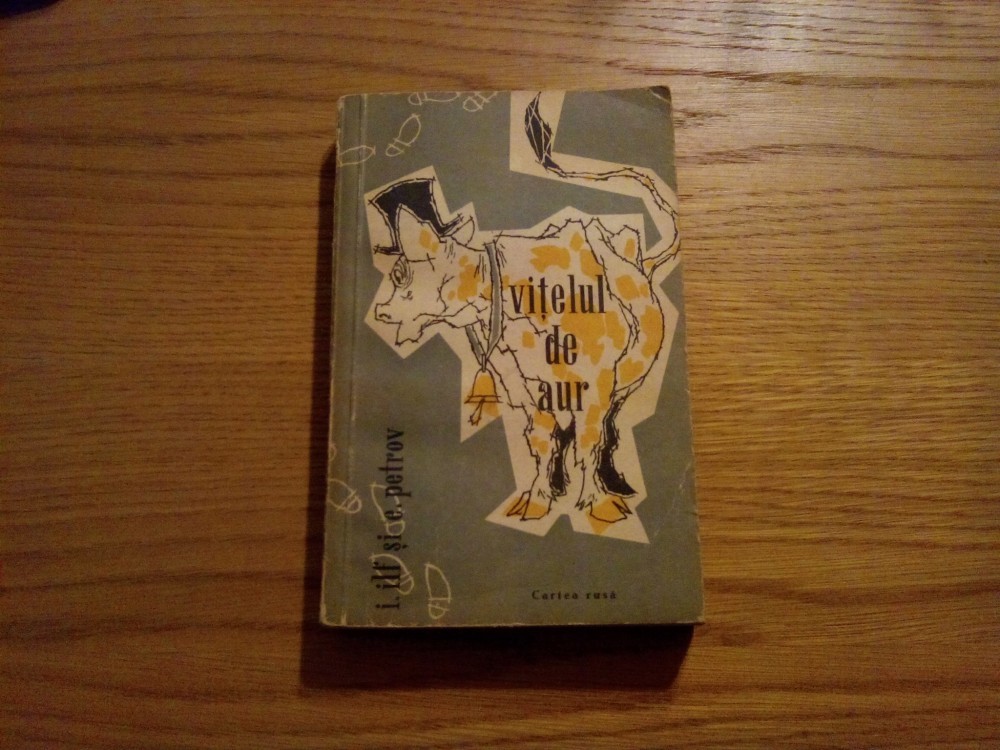 vițelul
de
aur
i. ilf și e. petrov
Cartea rusă